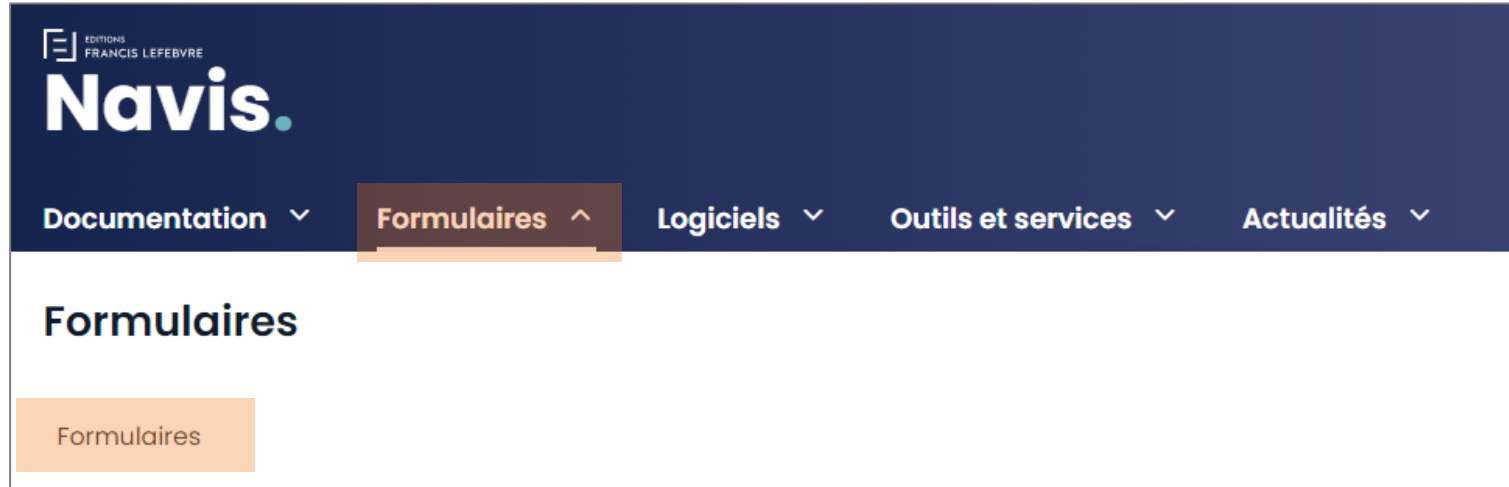 EDITIONS
FRANCIS LEFEBVRE
Navis.
Documentation Formulaires Logiciels Outils et services Actualités
Formulaires
Formulaires